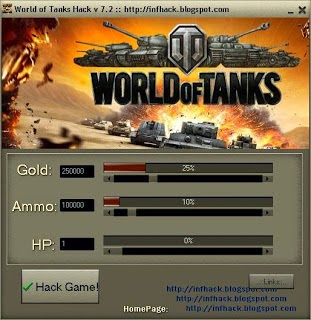 World of Tanks Hack v 7.2 :: http://infhack.blogspot.com
WORLD OF TANKS
Gold: 250000 25%
Ammo: 100000 10%
HP: 1 0%
Hack Game!
Links:
http://infhack.blogspot.com
http://infhack.blogspot.com
HomePage: http://infhack.blogspot.com